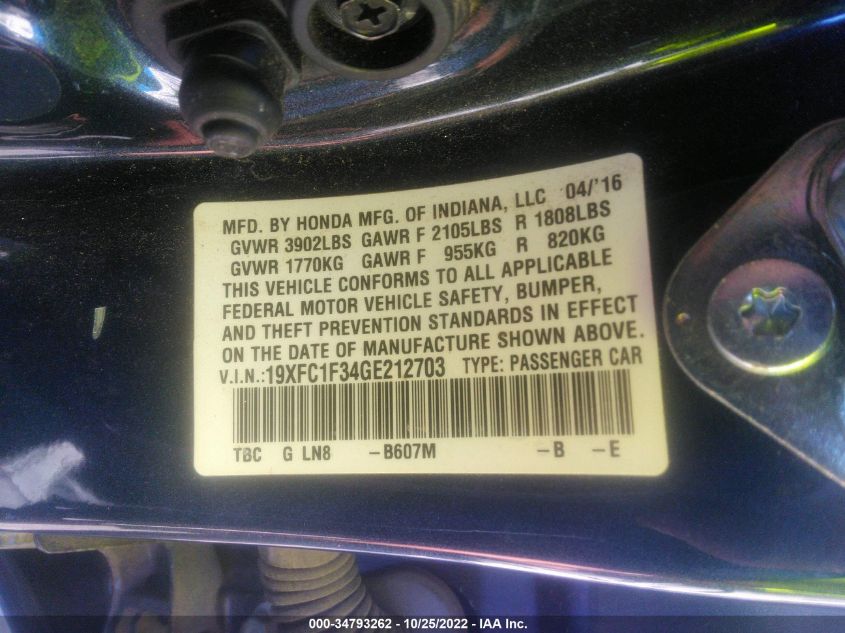 MFD. BY HONDA MFG. OF INDIANA, LLC 04/'16
GVWR 3902LBS GAWR F 2105LBS R 1808LBS
GVWR 1770KG GAWR F 955KG R 820KG
THIS VEHICLE CONFORMS TO ALL APPLICABLE
FEDERAL MOTOR VEHICLE SAFETY, BUMPER,
AND THEFT PREVENTION STANDARDS IN EFFECT
ON THE DATE OF MANUFACTURE SHOWN ABOVE.
V.I.N.:19XFC1F34GE212703 TYPE: PASSENGER CAR
TBC G LN8 -B607M -B -E
000-34793262 - 10/25/2022 - IAA Inc.